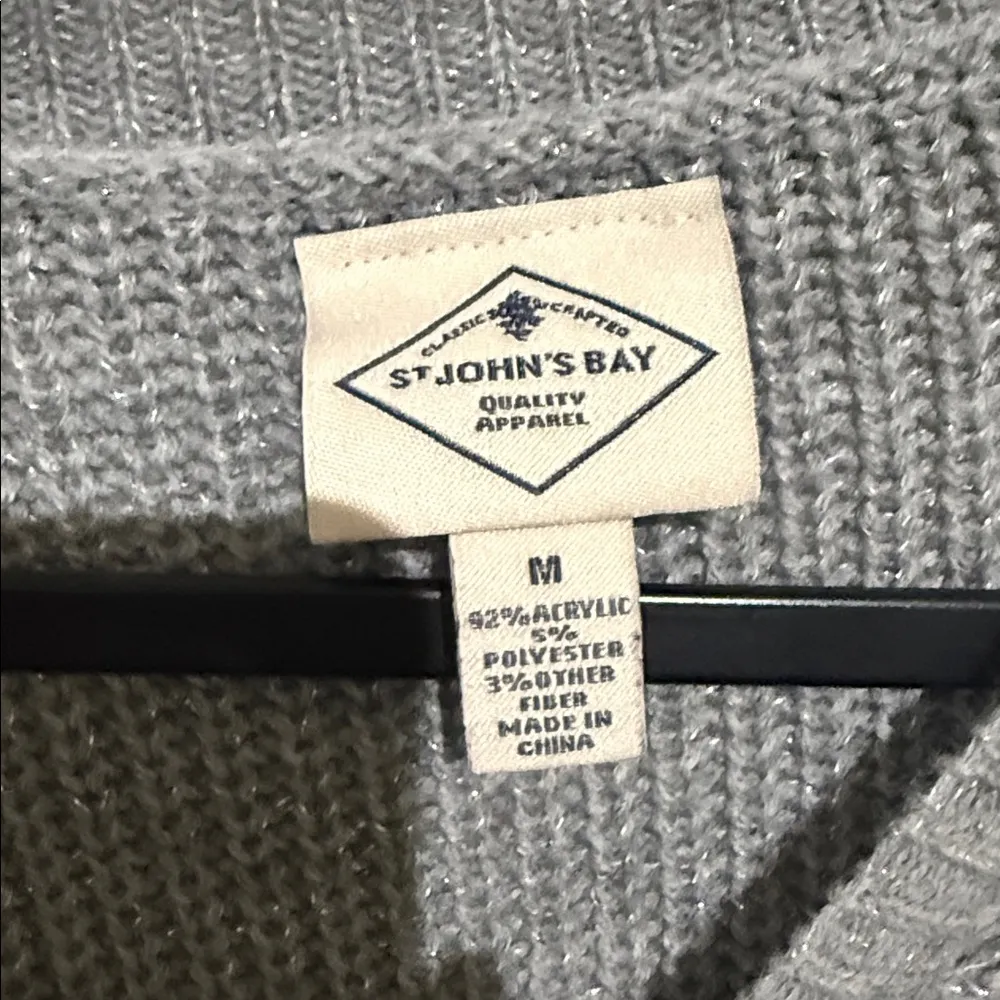 CLASSIC CRAFTED
ST JOHN'S BAY
QUALITY
APPAREL
M
92% ACRYLIC
5%
POLYESTER
3% OTHER
FIBER
MADE IN
CHINA